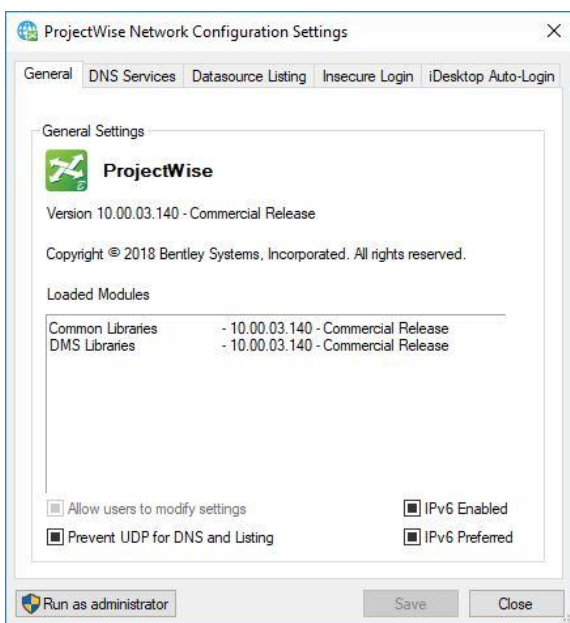 ProjectWise Network Configuration Settings
General DNS Services Datasource Listing Insecure Login iDesktop Auto-Login
General Settings
ProjectWise
Version 10.00.03.140 - Commercial Release
Copyright © 2018 Bentley Systems, Incorporated. All rights reserved.
Loaded Modules
Common Libraries - 10.00.03.140 - Commercial Release
DMS Libraries - 10.00.03.140 - Commercial Release
Allow users to modify settings IPv6 Enabled
Prevent UDP for DNS and Listing IPv6 Preferred
Run as administrator Save Close